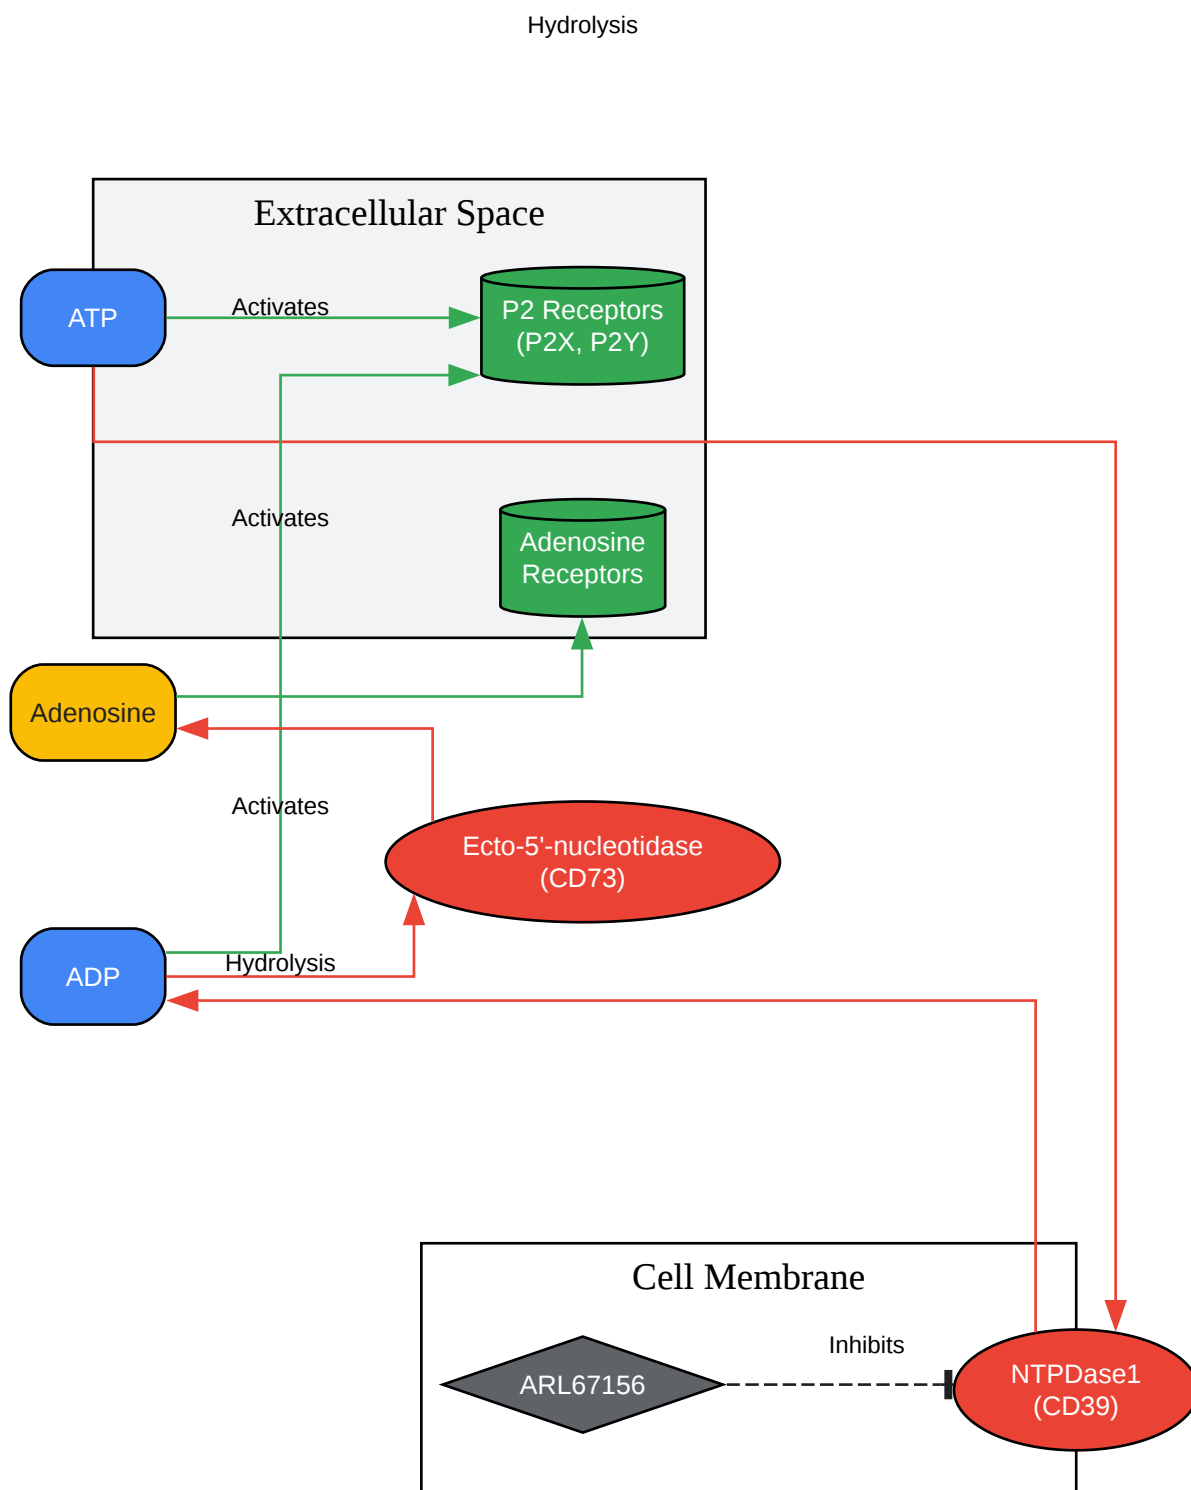 Hydrolysis
Extracellular Space
ATP
Activates
P2 Receptors
(P2X, P2Y)
Activates
Adenosine
Receptors
Adenosine
Activates
Ecto-5'-nucleotidase
(CD73)
ADP
Hydrolysis
Cell Membrane
Inhibits
ARL67156
NTPDase1
(CD39)